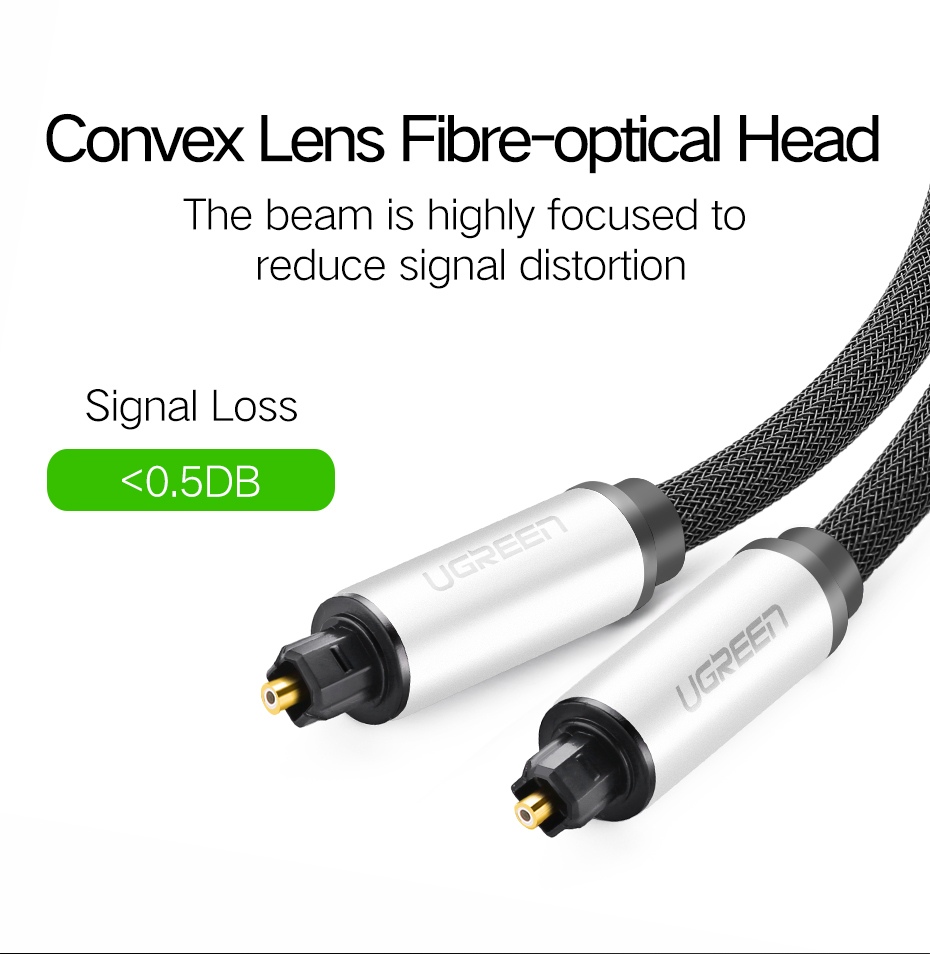 Convex Lens Fibre-optical Head
The beam is highly focused to
reduce signal distortion
Signal Loss
<0.5DB
UGREEN
UGREEN